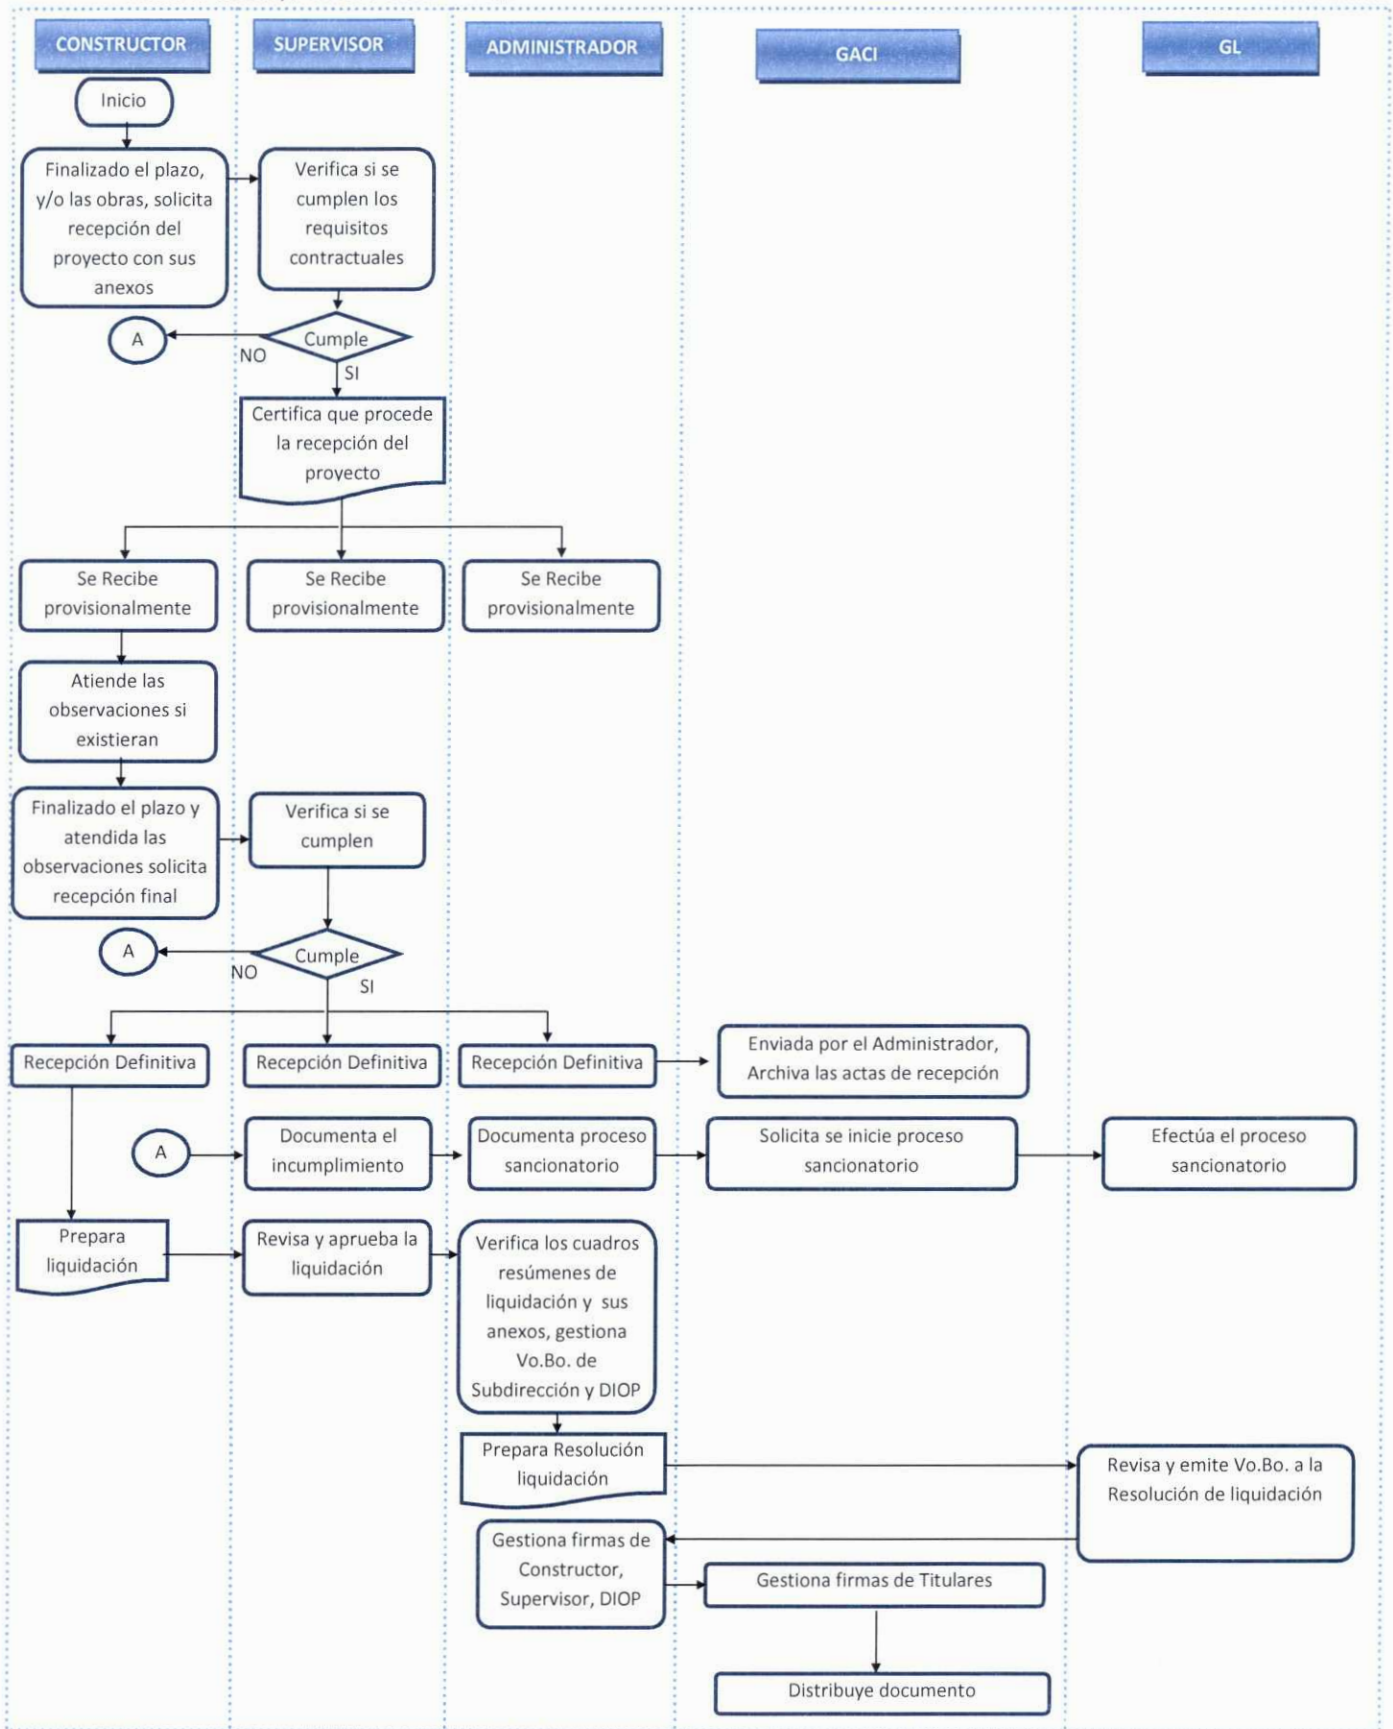 CONSTRUCTOR
SUPERVISOR
ADMINISTRADOR
GACI
GL
Inicio
Finalizado el plazo,
y/o las obras, solicita
recepción del
proyecto con sus
anexos
Verifica si se
cumplen los
requisitos
contractuales
A
NO
Cumple
SI
Certifica que procede
la recepción del
proyecto
Se Recibe
provisionalmente
Se Recibe
provisionalmente
Se Recibe
provisionalmente
Atiende las
observaciones si
existieran
Finalizado el plazo y
atendida las
observaciones solicita
recepción final
Verifica si se
cumplen
A
NO
Cumple
SI
Recepción Definitiva
Recepción Definitiva
Recepción Definitiva
Enviada por el Administrador,
Archiva las actas de recepción
A
Documenta el
incumplimiento
Documenta proceso
sancionatorio
Solicita se inicie proceso
sancionatorio
Efectúa el proceso
sancionatorio
Prepara
liquidación
Revisa y aprueba la
liquidación
Verifica los cuadros
resúmenes de
liquidación y sus
anexos, gestiona
Vo.Bo. de
Subdirección y DIOP
Prepara Resolución
liquidación
Revisa y emite Vo.Bo. a la
Resolución de liquidación
Gestiona firmas de
Constructor,
Supervisor, DIOP
Gestiona firmas de Titulares
Distribuye documento